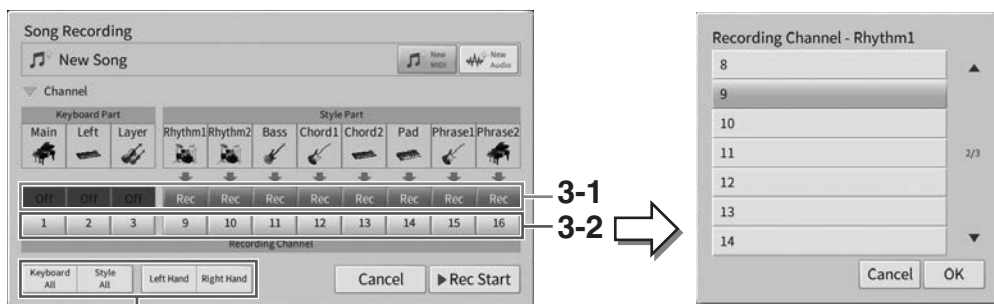 Song Recording
New Song
New MIDI
New Audio
Channel
Keyboard Part
Style Part
Main Left Layer Rhythm1 Rhythm2 Bass Chord1 Chord2 Pad Phrase1 Phrase2
Off Off Off Rec Rec Rec Rec Rec Rec Rec Rec
3-1
1 2 3 9 10 11 12 13 14 15 16
3-2
Recording Channel
Keyboard All
Style All
Left Hand
Right Hand
Cancel
Rec Start
Recording Channel - Rhythm1
8
9
10
11
2/3
12
13
14
Cancel
OK